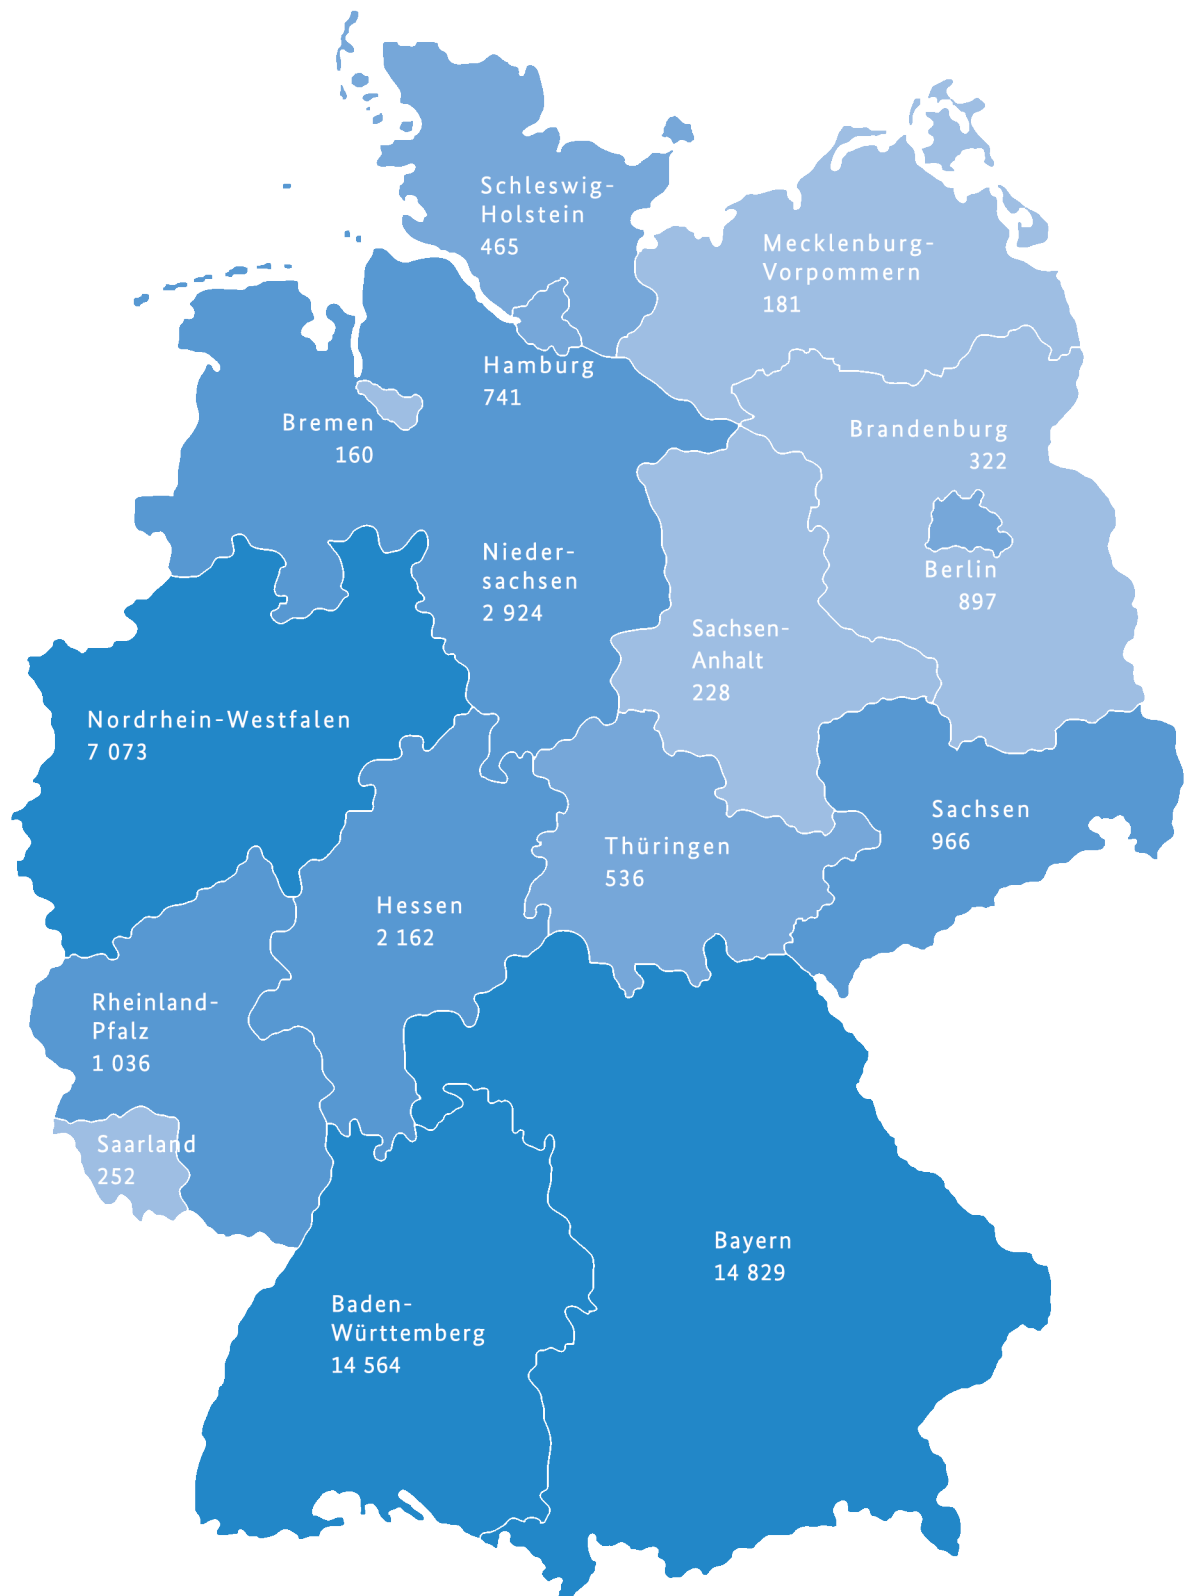 Schleswig-
Holstein
465
Mecklenburg-
Vorpommern
181
Hamburg
741
Bremen
160
Brandenburg
322
Nieder-
sachsen
2 924
Berlin
897
Sachsen-
Anhalt
228
Nordrhein-Westfalen
7 073
Sachsen
966
Thüringen
536
Hessen
2 162
Rheinland-
Pfalz
1 036
Saarland
252
Bayern
14 829
Baden-
Württemberg
14 564